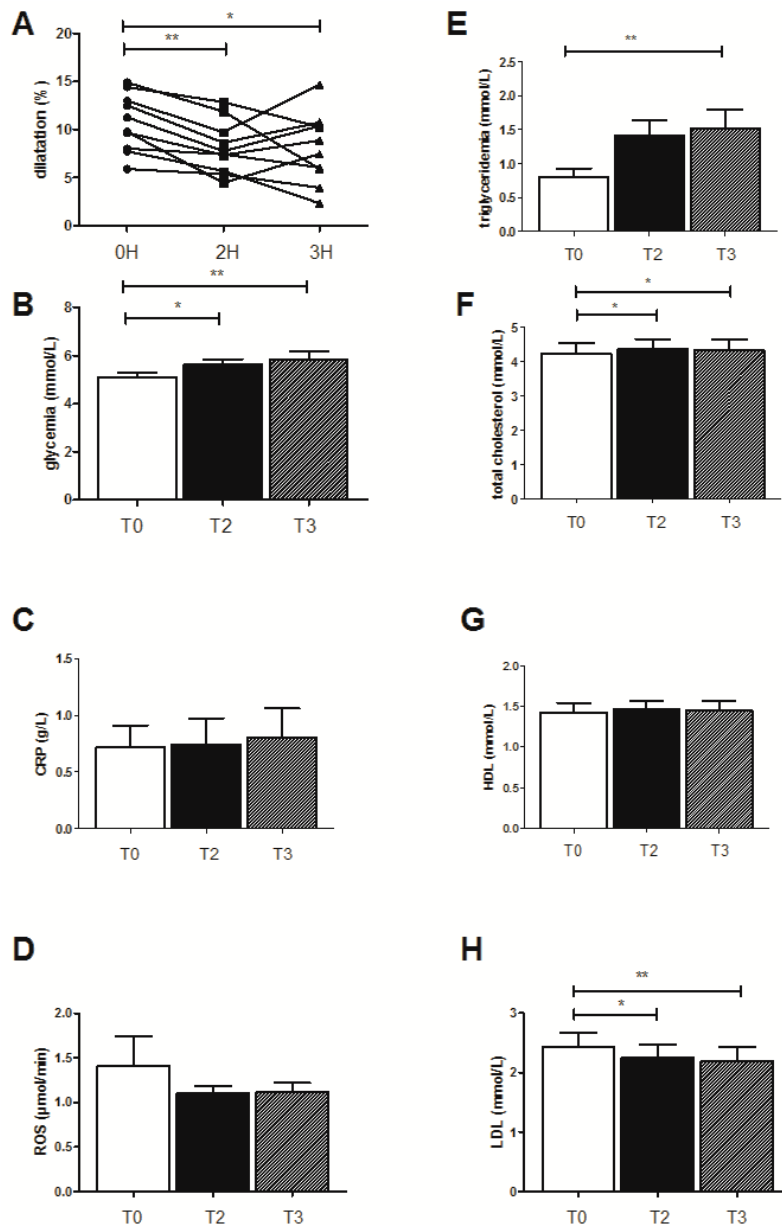 A
*
**
20
15
10
5
0
dilatation (%)
0H 2H 3H
B
**
*
8
6
4
2
0
glycemia (mmol/L)
T0 T2 T3
C
1.5
1.0
0.5
0.0
CRP (g/L)
T0 T2 T3
D
2.0
1.5
1.0
0.5
0.0
ROS (µmol/min)
T0 T2 T3
E
**
2.5
2.0
1.5
1.0
0.5
0.0
triglyceridemia (mmol/L)
T0 T2 T3
F
*
*
5
4
3
2
1
0
total cholesterol (mmol/L)
T0 T2 T3
G
2.0
1.5
1.0
0.5
0.0
HDL (mmol/L)
T0 T2 T3
H
**
*
3
2
1
0
LDL (mmol/L)
T0 T2 T3